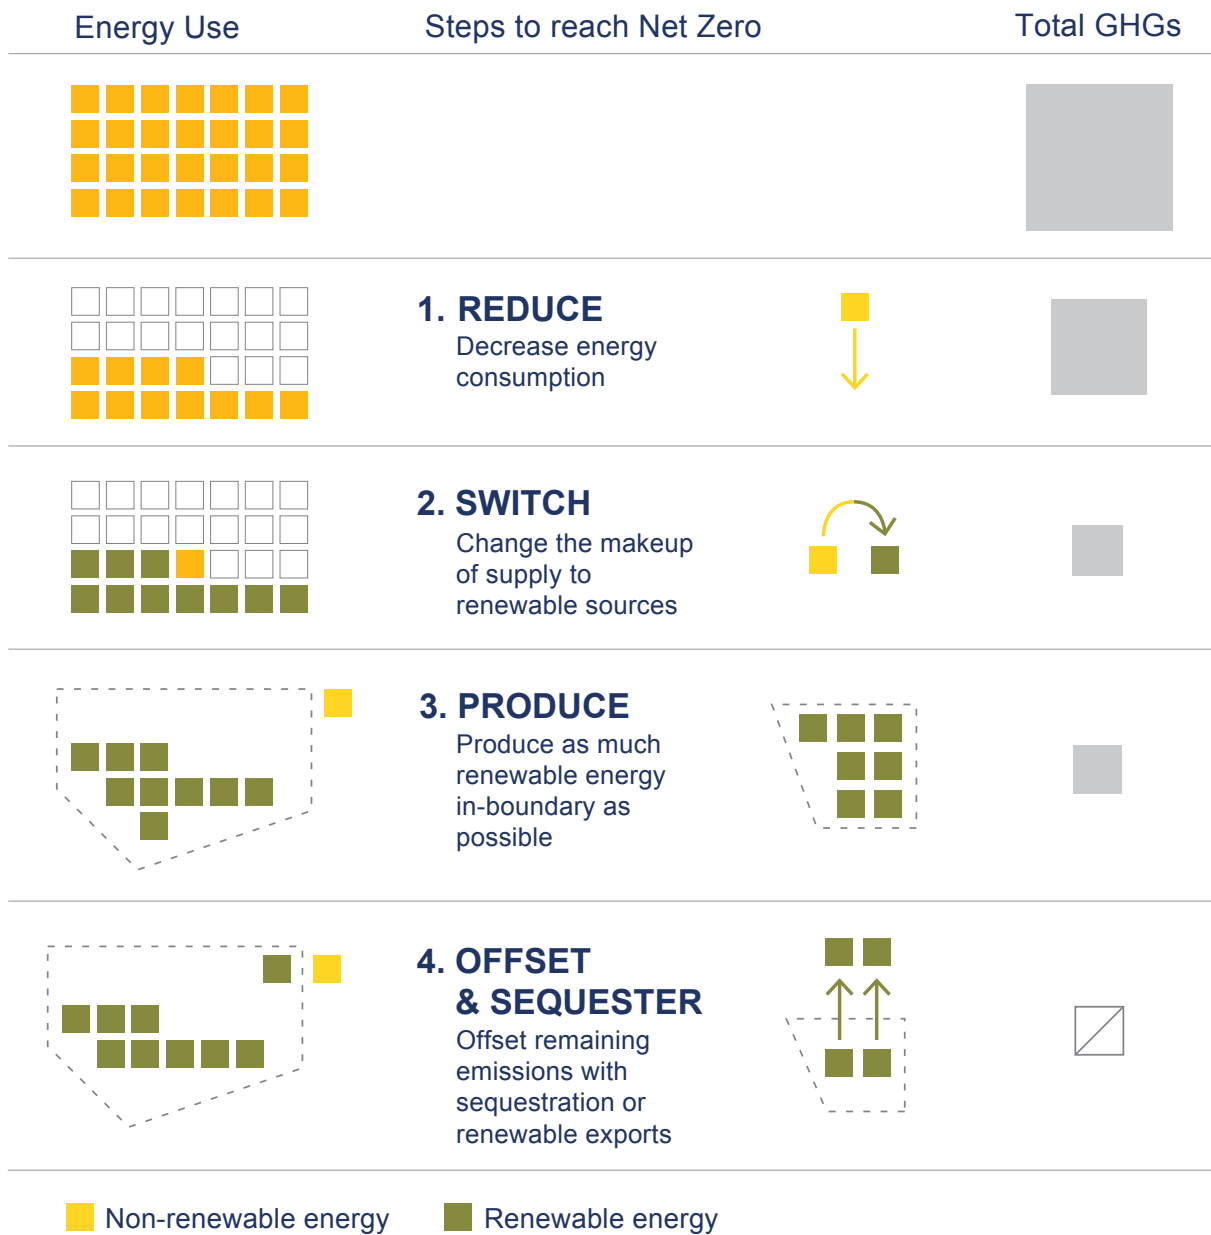 Energy Use
Steps to reach Net Zero
Total GHGs
1. REDUCE
Decrease energy
consumption
2. SWITCH
Change the makeup
of supply to
renewable sources
3. PRODUCE
Produce as much
renewable energy
in-boundary as
possible
4. OFFSET
& SEQUESTER
Offset remaining
emissions with
sequestration or
renewable exports
Non-renewable energy
Renewable energy